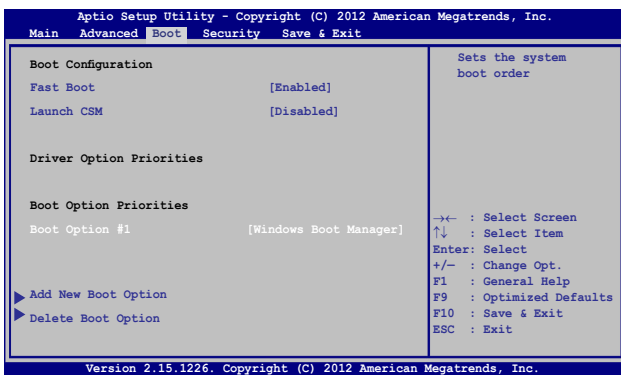 Aptio Setup Utility - Copyright (C) 2012 American Megatrends, Inc.
Main Advanced Boot Security Save & Exit
Boot Configuration
Fast Boot [Enabled]
Launch CSM [Disabled]
Driver Option Priorities
Boot Option Priorities
Boot Option #1 [Windows Boot Manager]
Add New Boot Option
Delete Boot Option
Sets the system
boot order
→← : Select Screen
↑↓ : Select Item
Enter: Select
+/— : Change Opt.
F1 : General Help
F9 : Optimized Defaults
F10 : Save & Exit
ESC : Exit
Version 2.15.1226. Copyright (C) 2012 American Megatrends, Inc.